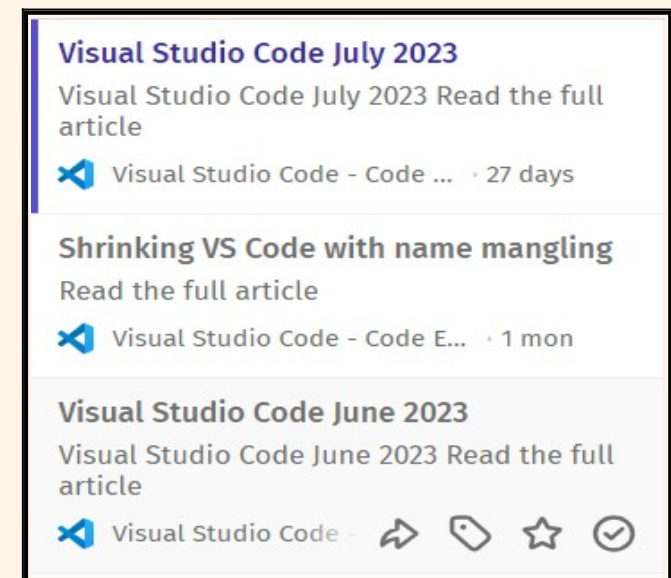 Visual Studio Code July 2023
Visual Studio Code July 2023 Read the full
article
Visual Studio Code - Code ... · 27 days
Shrinking VS Code with name mangling
Read the full article
Visual Studio Code - Code E... · 1 mon
Visual Studio Code June 2023
Visual Studio Code June 2023 Read the full
article
Visual Studio Code -